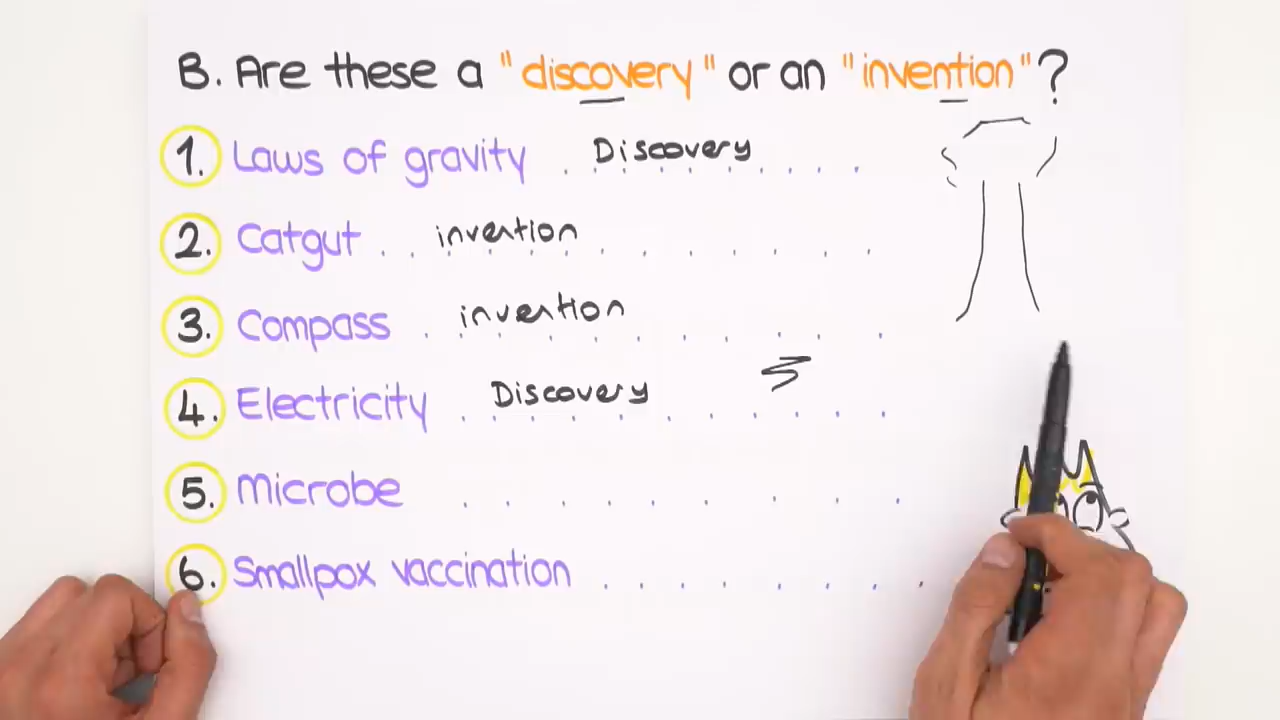 B. Are these a "discovery" or an "invention"?
1. Laws of gravity . Discovery . . . . . . . .
2. Catgut . . invention . . . . . . .
3. Compass . invention . . . . . . . .
4. Electricity . Discovery . . . . . . . .
5. Microbe . . . . . . .
6. Smallpox vaccination . . . . . . .